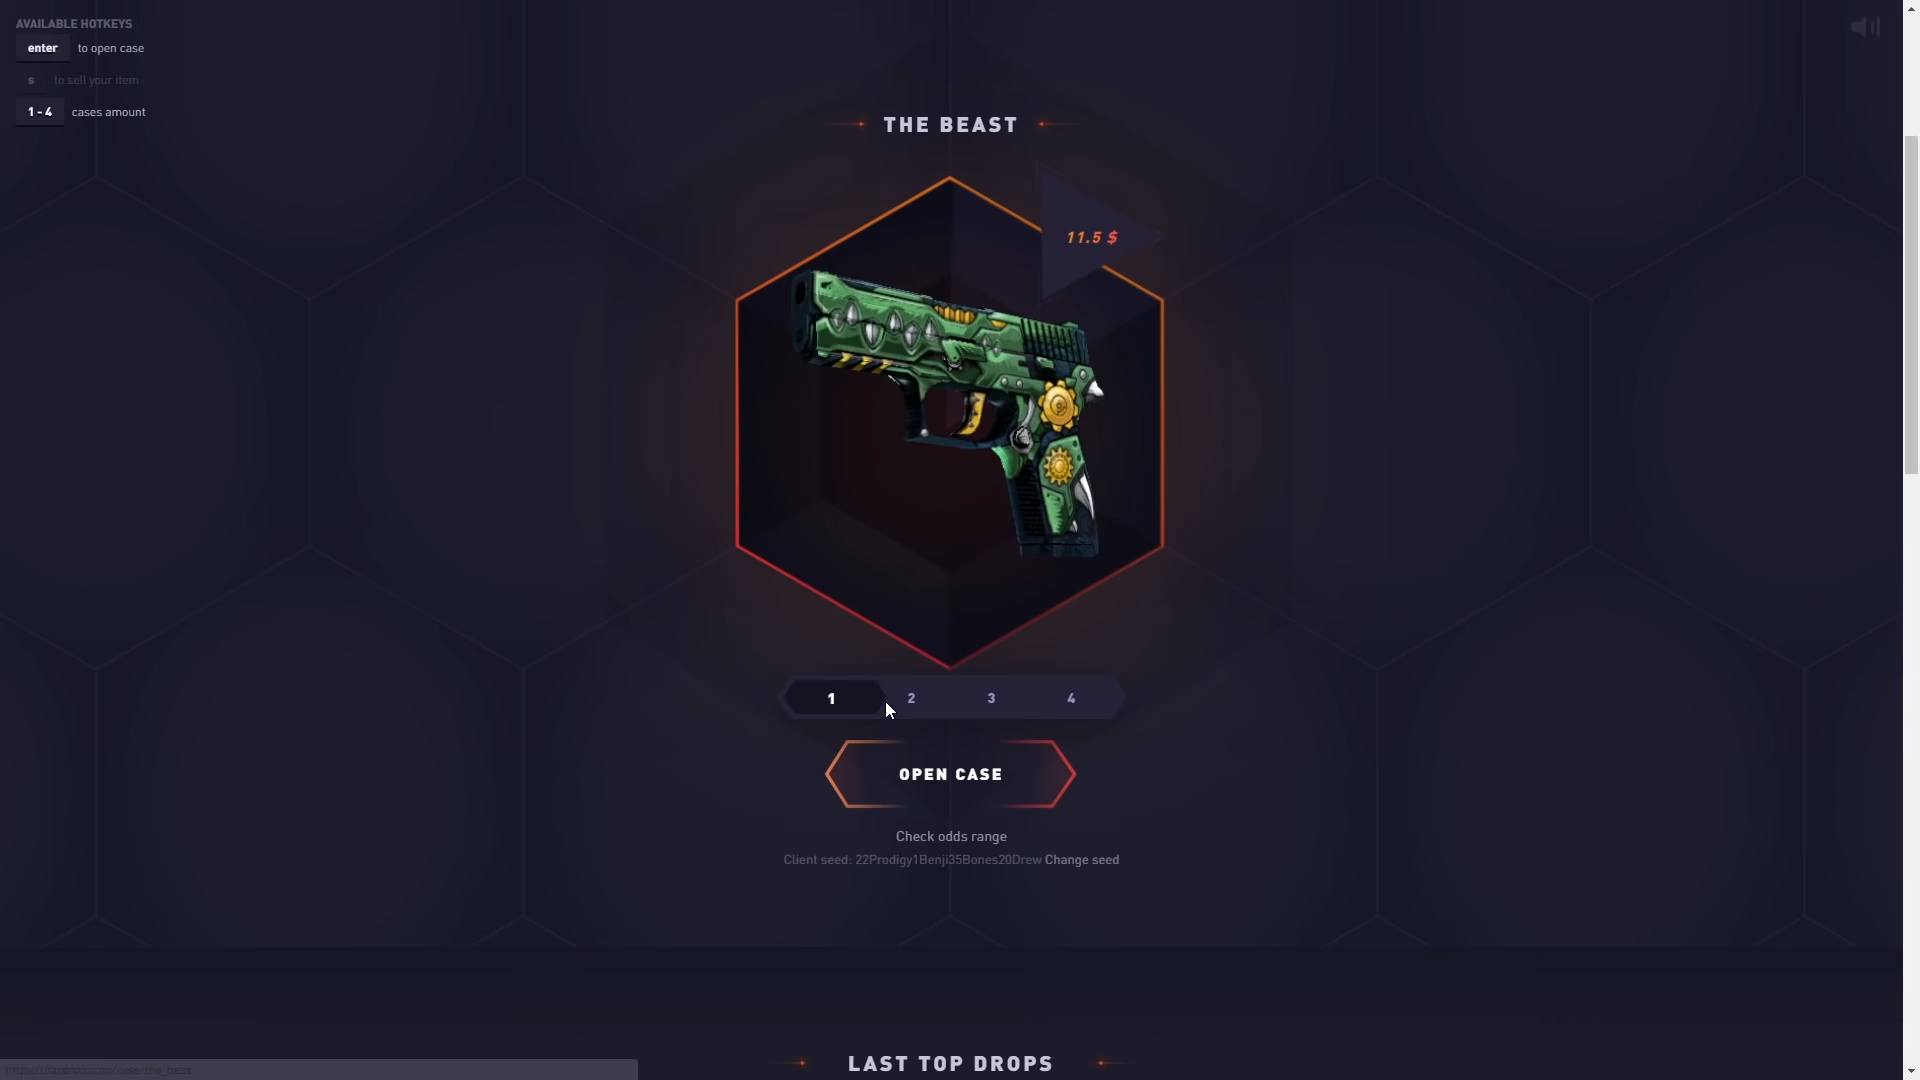 AVAILABLE HOTKEYS
enter to open case
s to sell your item
1 - 4 cases amount
THE BEAST
11.5 $
1 2 3 4
OPEN CASE
Check odds range
Client seed: 22Prodigy1Benji35Bones20Drew Change seed
LAST TOP DROPS